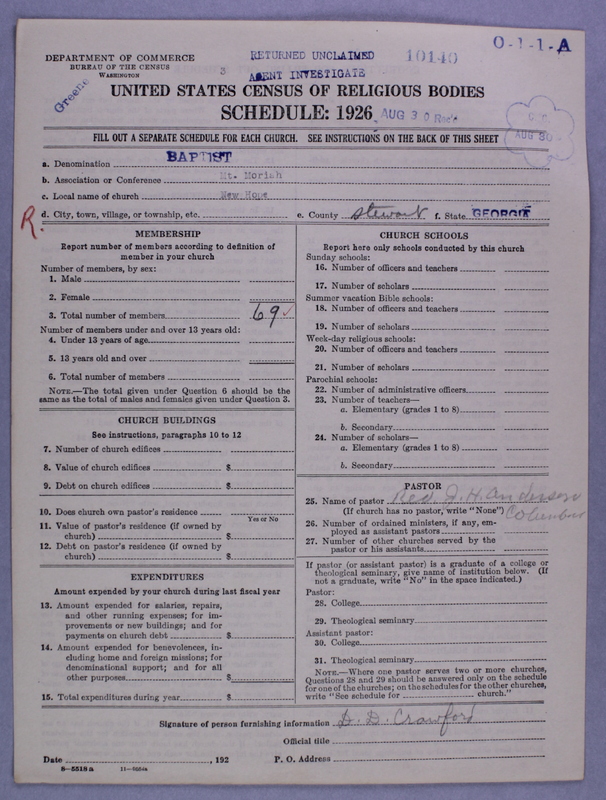 DEPARTMENT OF COMMERCE
BUREAU OF THE CENSUS
WASHINGTON
Greene
RETURNED UNCLAIMED
3 AGENT INVESTIGATE
10140
0-1-1-A
UNITED STATES CENSUS OF RELIGIOUS BODIES
SCHEDULE: 1926
AUG 30 Rec'd
AUG 30
FILL OUT A SEPARATE SCHEDULE FOR EACH CHURCH. SEE INSTRUCTIONS ON THE BACK OF THIS SHEET
a. Denomination BAPTIST
b. Association or Conference Mt. Moriah
c. Local name of church New Hope
R. d. City, town, village, or township, etc. e. County Stewart f. State GEORGIA
MEMBERSHIP
Report number of members according to definition of
member in your church
Number of members, by sex:
1. Male
2. Female
3. Total number of members 69 ✓
Number of members under and over 13 years old:
4. Under 13 years of age
5. 13 years old and over
6. Total number of members
NOTE.—The total given under Question 6 should be the
same as the total of males and females given under Question 3.
CHURCH BUILDINGS
See instructions, paragraphs 10 to 12
7. Number of church edifices
8. Value of church edifices $
9. Debt on church edifices $
10. Does church own pastor's residence
Yes or No
11. Value of pastor's residence (if owned by
church) $
12. Debt on pastor's residence (if owned by
church) $
EXPENDITURES
Amount expended by your church during last fiscal year
13. Amount expended for salaries, repairs,
and other running expenses; for im-
provements or new buildings; and for
payments on church debt $
14. Amount expended for benevolences, in-
cluding home and foreign missions; for
denominational support; and for all
other purposes $
15. Total expenditures during year $
CHURCH SCHOOLS
Report here only schools conducted by this church
Sunday schools:
16. Number of officers and teachers
17. Number of scholars
Summer vacation Bible schools:
18. Number of officers and teachers
19. Number of scholars
Week-day religious schools:
20. Number of officers and teachers
21. Number of scholars
Parochial schools:
22. Number of administrative officers
23. Number of teachers—
a. Elementary (grades 1 to 8)
b. Secondary
24. Number of scholars—
a. Elementary (grades 1 to 8)
b. Secondary
PASTOR
25. Name of pastor Rev. J. H. Anderson
(If church has no pastor, write "None") Columbus
26. Number of ordained ministers, if any, em-
ployed as assistant pastors
27. Number of other churches served by the
pastor or his assistants
If pastor (or assistant pastor) is a graduate of a college or
theological seminary, give name of institution below. (If
not a graduate, write "No" in the space indicated.)
Pastor:
28. College
29. Theological seminary
Assistant pastor:
30. College
31. Theological seminary
NOTE.—Where one pastor serves two or more churches,
Questions 28 and 29 should be answered only on the schedule
for one of the churches; on the schedules for the other churches,
write "See schedule for church."
Signature of person furnishing information D. D. Crawford
Official title
Date , 192 P. O. Address
8—5518a